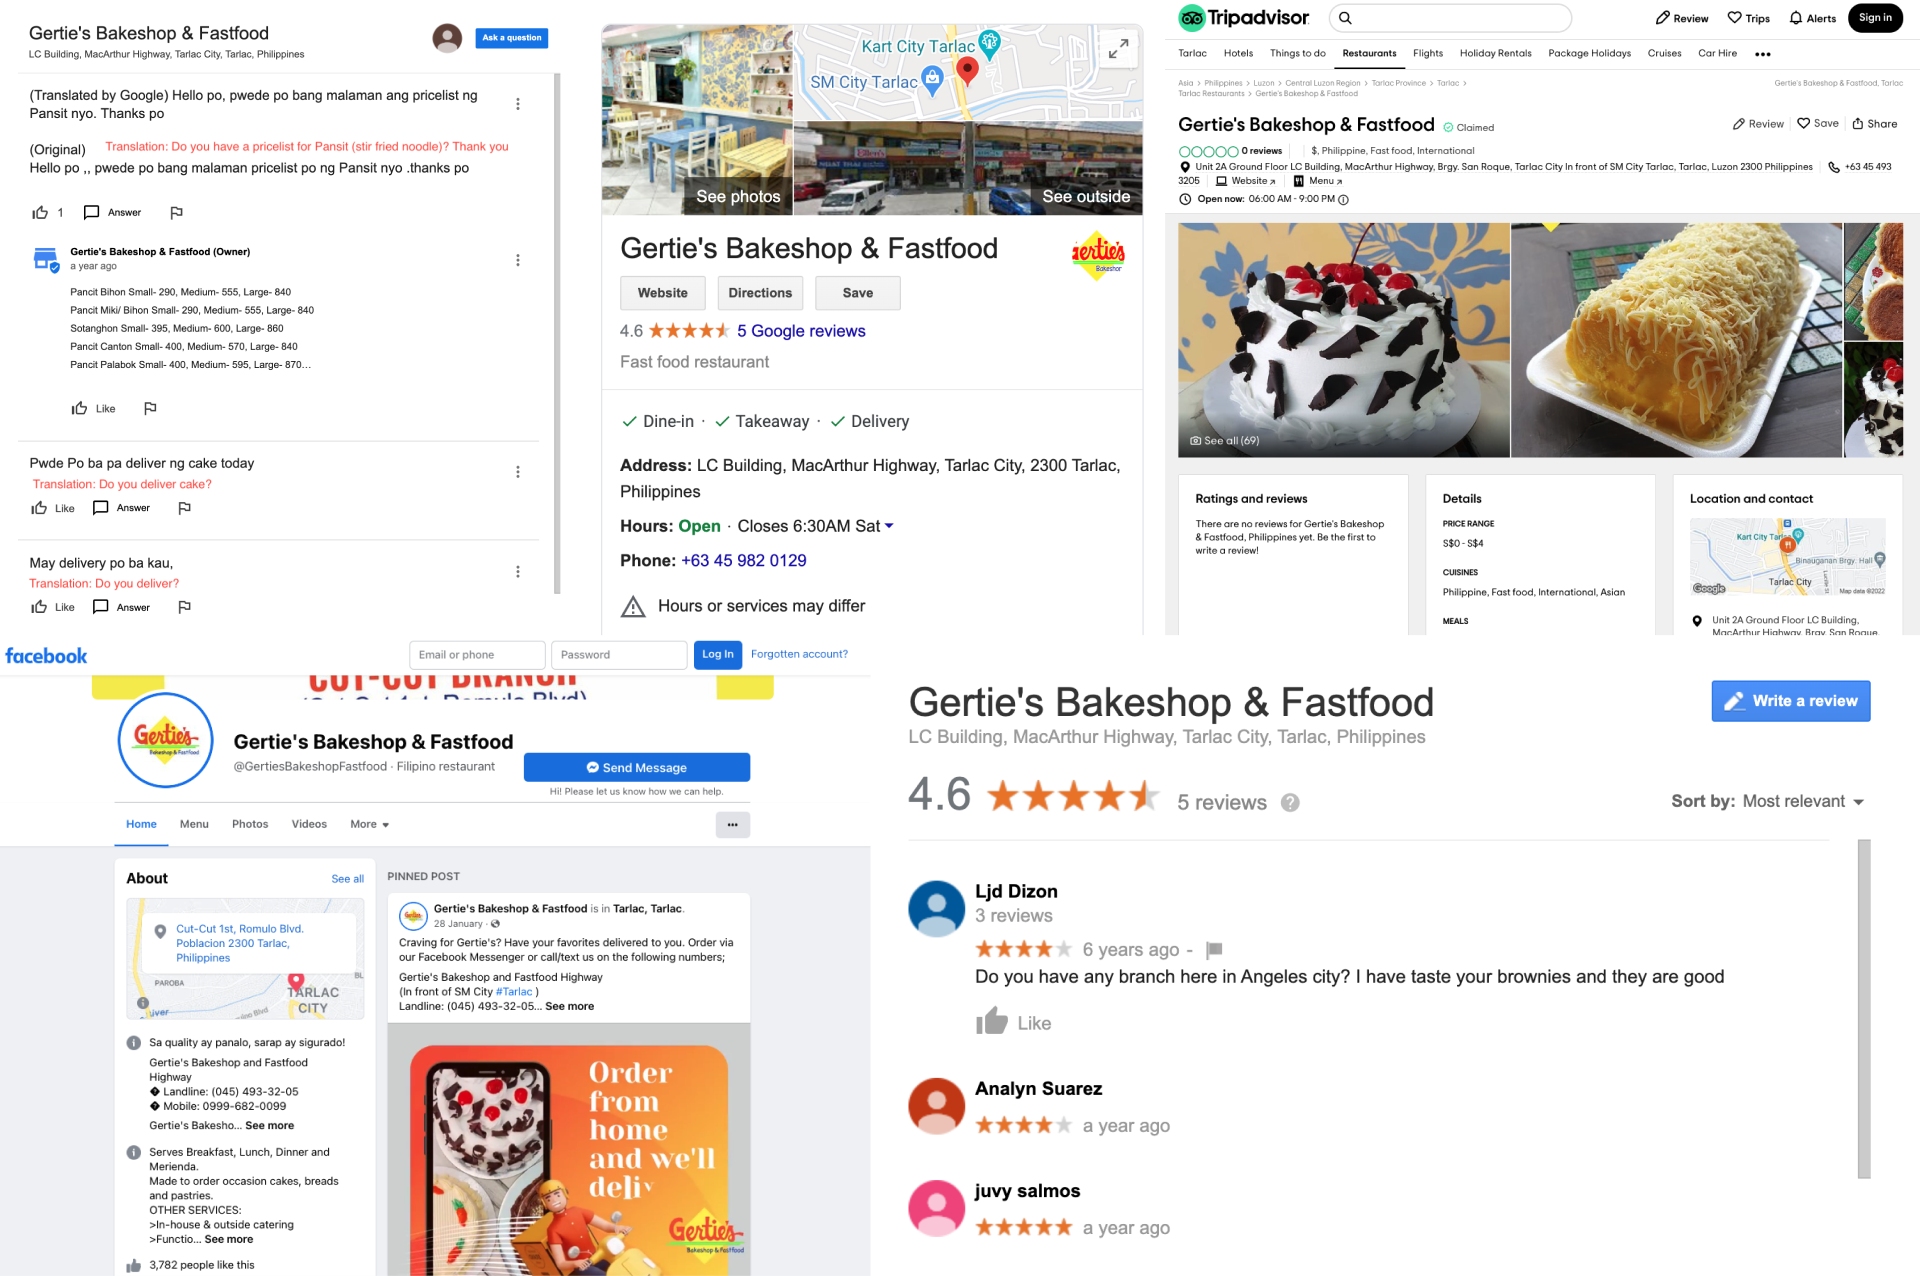 Gertie's Bakeshop & Fastfood
LC Building, MacArthur Highway, Tarlac City, Tarlac, Philippines
Ask a question
(Translated by Google) Hello po, pwede po bang malaman ang pricelist ng
Pansit nyo. Thanks po
(Original) Translation: Do you have a pricelist for Pansit (stir fried noodle)? Thank you
Hello po ,, pwede po bang malaman pricelist po ng Pansit nyo .thanks po
1 Answer
Gertie's Bakeshop & Fastfood (Owner)
a year ago
Pancit Bihon Small- 290, Medium- 555, Large- 840
Pancit Miki/ Bihon Small- 290, Medium- 555, Large- 840
Sotanghon Small- 395, Medium- 600, Large- 860
Pancit Canton Small- 400, Medium- 570, Large- 840
Pancit Palabok Small- 400, Medium- 595, Large- 870...
Like
Pwde Po ba pa deliver ng cake today
Translation: Do you deliver cake?
Like Answer
May delivery po ba kau,
Translation: Do you deliver?
Like Answer
Kart City Tarlac
SM City Tarlac
See photos
See outside
Gertie's Bakeshop & Fastfood
erties
Bakeshop
Website Directions Save
4.6 5 Google reviews
Fast food restaurant
Dine-in · Takeaway · Delivery
Address: LC Building, MacArthur Highway, Tarlac City, 2300 Tarlac,
Philippines
Hours: Open · Closes 6:30AM Sat
Phone: +63 45 982 0129
Hours or services may differ
Tripadvisor
Review Trips Alerts Sign in
Tarlac Hotels Things to do Restaurants Flights Holiday Rentals Package Holidays Cruises Car Hire
Asia > Philippines > Luzon > Central Luzon Region > Tarlac Province > Tarlac >
Tarlac Restaurants > Gertie's Bakeshop & Fastfood
Gertie's Bakeshop & Fastfood, Tarlac
Gertie's Bakeshop & Fastfood Claimed
Review Save Share
0 reviews $, Philippine, Fast food, International
Unit 2A Ground Floor LC Building, MacArthur Highway, Brgy. San Roque, Tarlac City In front of SM City Tarlac, Tarlac, Luzon 2300 Philippines +63 45 493
3205 Website Menu
Open now: 06:00 AM - 9:00 PM
See all (69)
Ratings and reviews
There are no reviews for Gertie's Bakeshop
& Fastfood, Philippines yet. Be the first to
write a review!
Details
PRICE RANGE
S$0 - S$4
CUISINES
Philippine, Fast food, International, Asian
MEALS
Location and contact
Kart City Tarlac
Binauganan Brgy. Hall
Tarlac City
Google
Map data ©2022
Unit 2A Ground Floor LC Building,
MacArthur Highway, Brgy. San Roque,
facebook
Email or phone
Password
Log In
Forgotten account?
CUT-CUT BRANCH
(Cut-Cut 1st, Romulo Blvd)
Gertie's
Bakeshop & Fastfood
Gertie's Bakeshop & Fastfood
@GertiesBakeshopFastfood · Filipino restaurant
Send Message
Hi! Please let us know how we can help.
Home Menu Photos Videos More
About
See all
Cut-Cut 1st, Romulo Blvd.
Poblacion 2300 Tarlac,
Philippines
PAROBA
BL
TARLAC
CITY
Blvd
Sa quality ay panalo, sarap ay sigurado!
Gertie's Bakeshop and Fastfood
Highway
Landline: (045) 493-32-05
Mobile: 0999-682-0099
Gertie's Bakesho... See more
Serves Breakfast, Lunch, Dinner and
Merienda.
Made to order occasion cakes, breads
and pastries.
OTHER SERVICES:
>In-house & outside catering
>Functio... See more
3,782 people like this
PINNED POST
Gertie's Bakeshop & Fastfood is in Tarlac, Tarlac.
28 January ·
Craving for Gertie's? Have your favorites delivered to you. Order via
our Facebook Messenger or call/text us on the following numbers;
Gertie's Bakeshop and Fastfood Highway
(In front of SM City #Tarlac )
Landline: (045) 493-32-05... See more
Order
from
home
and we'll
deliv
Gertie's
Bakeshop & Fastfood
Gertie's Bakeshop & Fastfood
LC Building, MacArthur Highway, Tarlac City, Tarlac, Philippines
Write a review
4.6 5 reviews
Sort by: Most relevant
Ljd Dizon
3 reviews
6 years ago -
Do you have any branch here in Angeles city? I have taste your brownies and they are good
Like
Analyn Suarez
a year ago
juvy salmos
a year ago